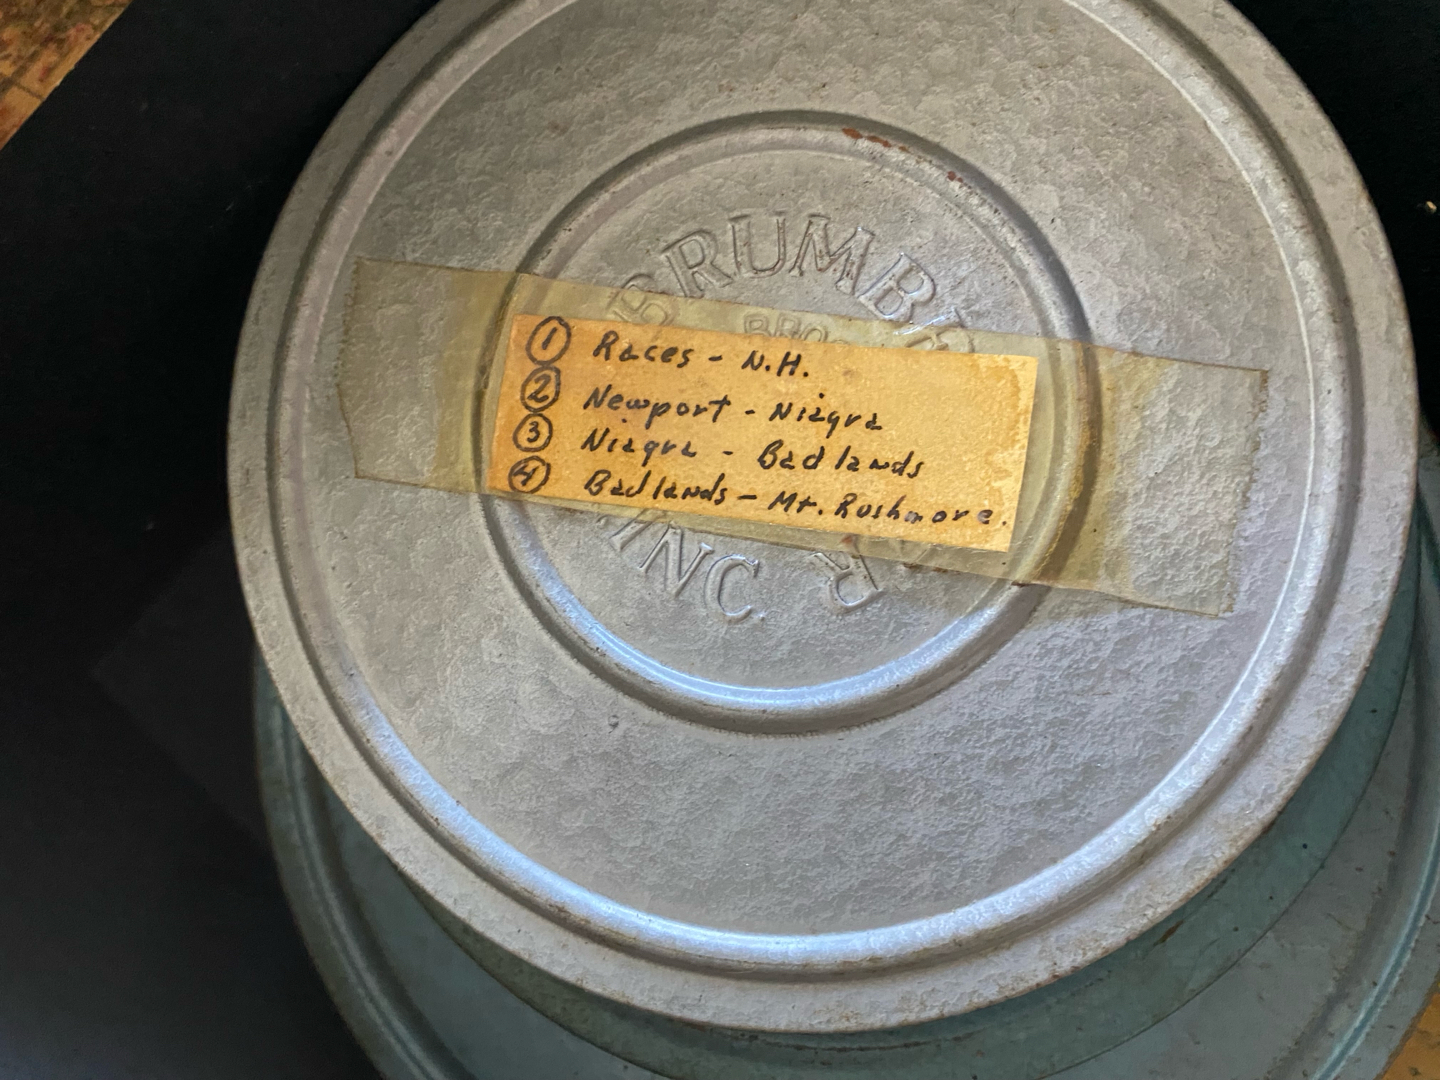 ① Races - N.H.
② Newport - Niagra
③ Niagra - Badlands
④ Badlands - Mt. Rushmore.
INC.